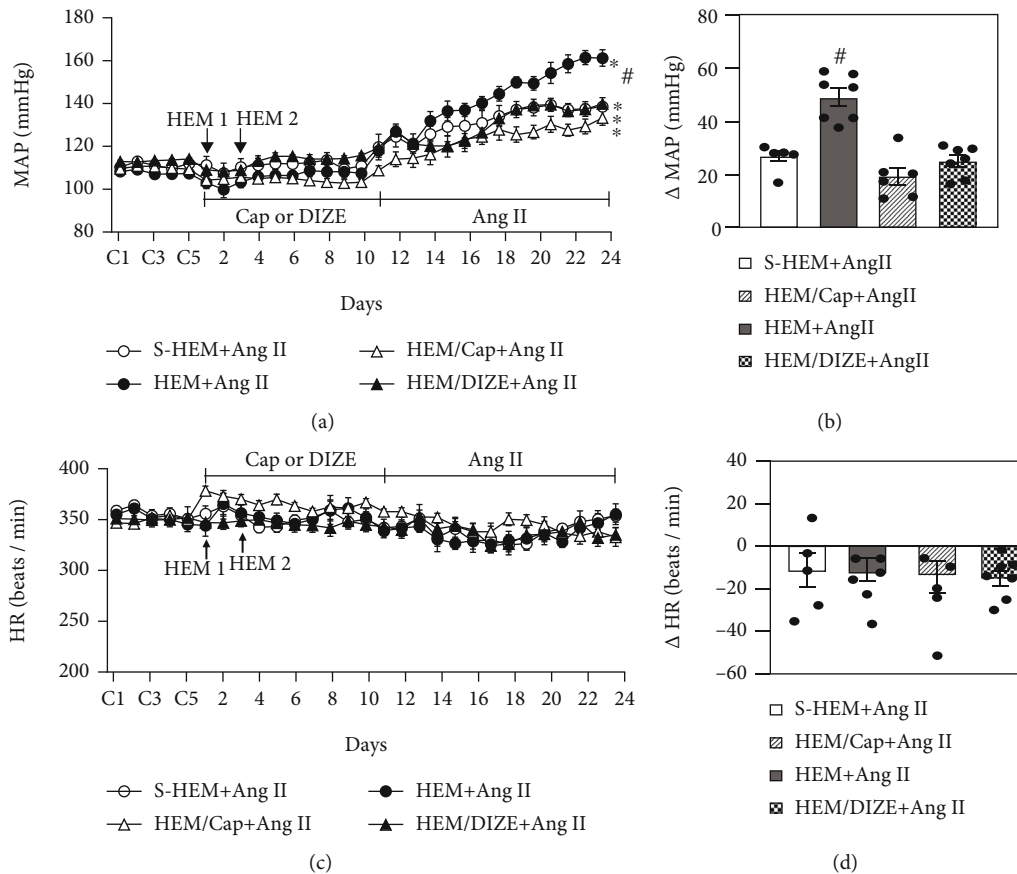 180
160
140
120
100
80
MAP (mmHg)
HEM 1
HEM 2
Cap or DIZE
Ang II
*
#
*
*
*
C1 C3 C5 2 4 6 8 10 12 14 16 18 20 22 24
Days
S-HEM+Ang II
HEM/Cap+Ang II
HEM+Ang II
HEM/DIZE+Ang II
(a)
80
60
40
20
0
Δ MAP (mmHg)
#
S-HEM+AngII
HEM/Cap+AngII
HEM+AngII
HEM/DIZE+AngII
(b)
400
350
300
250
200
HR (beats / min)
Cap or DIZE
Ang II
HEM 1
HEM 2
C1 C3 C5 2 4 6 8 10 12 14 16 18 20 22 24
Days
S-HEM+Ang II
HEM+Ang II
HEM/Cap+Ang II
HEM/DIZE+Ang II
(c)
40
20
0
−20
−40
−60
Δ HR (beats / min)
S-HEM+Ang II
HEM/Cap+Ang II
HEM+Ang II
HEM/DIZE+Ang II
(d)